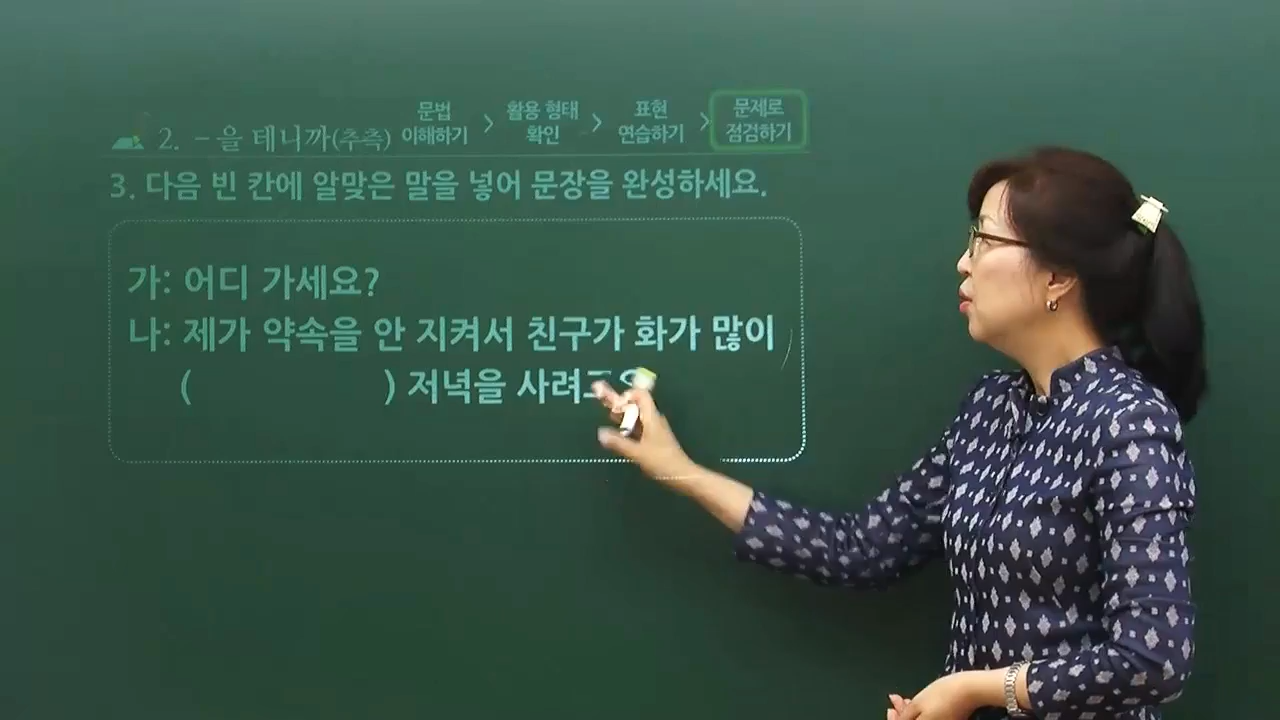 2. -을 테니까(추측)
문법
이해하기
>
활용 형태
확인
>
표현
연습하기
>
문제로
점검하기
3. 다음 빈 칸에 알맞은 말을 넣어 문장을 완성하세요.
가: 어디 가세요?
나: 제가 약속을 안 지켜서 친구가 화가 많이
( ) 저녁을